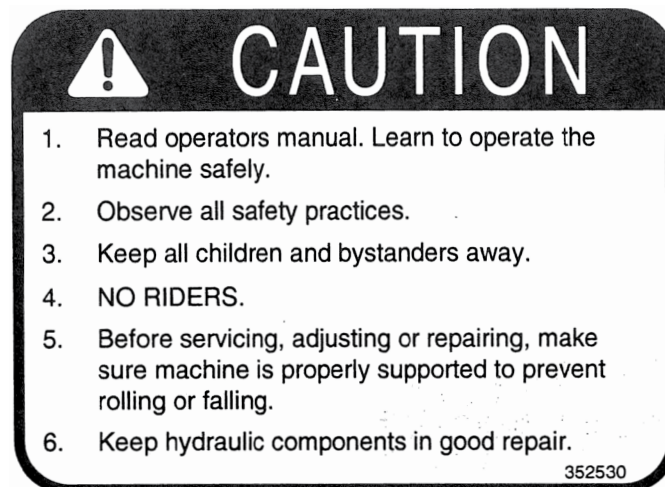 CAUTION
1. Read operators manual. Learn to operate the
machine safely.
2. Observe all safety practices.
3. Keep all children and bystanders away.
4. NO RIDERS.
5. Before servicing, adjusting or repairing, make
sure machine is properly supported to prevent
rolling or falling.
6. Keep hydraulic components in good repair.
352530